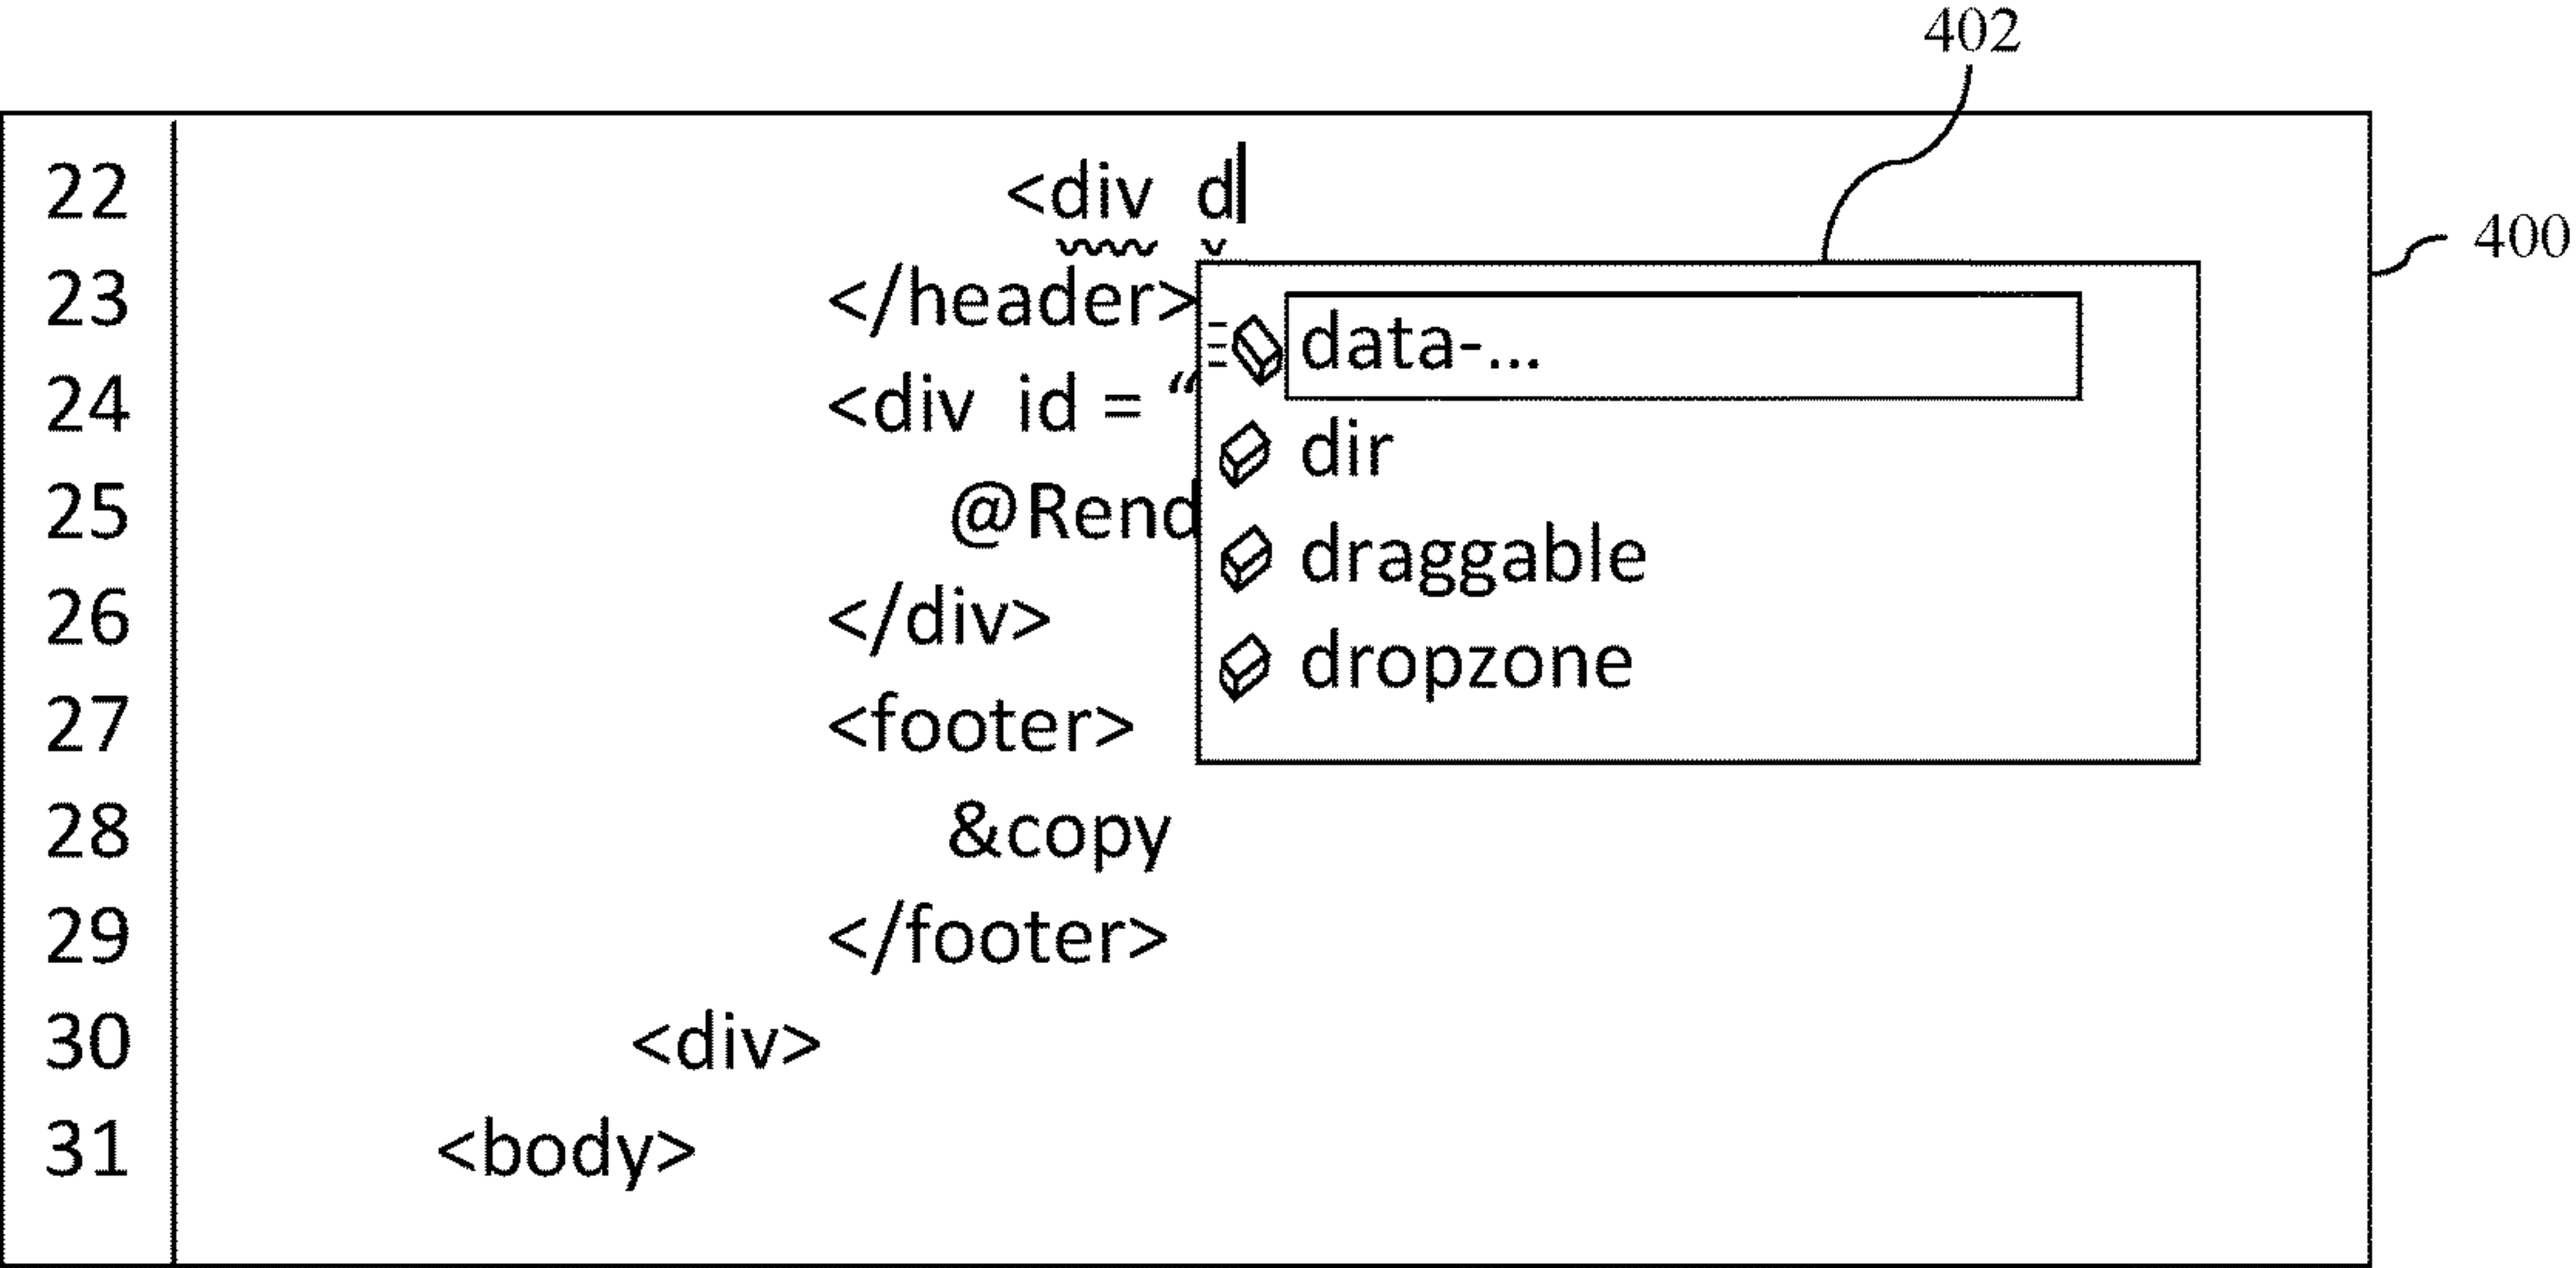 402
400
22 <div d
23 </header>
data-...
24 <div id = “
dir
25 @Rend
draggable
26 </div>
dropzone
27 <footer>
28 &copy
29 </footer>
30 <div>
31 <body>